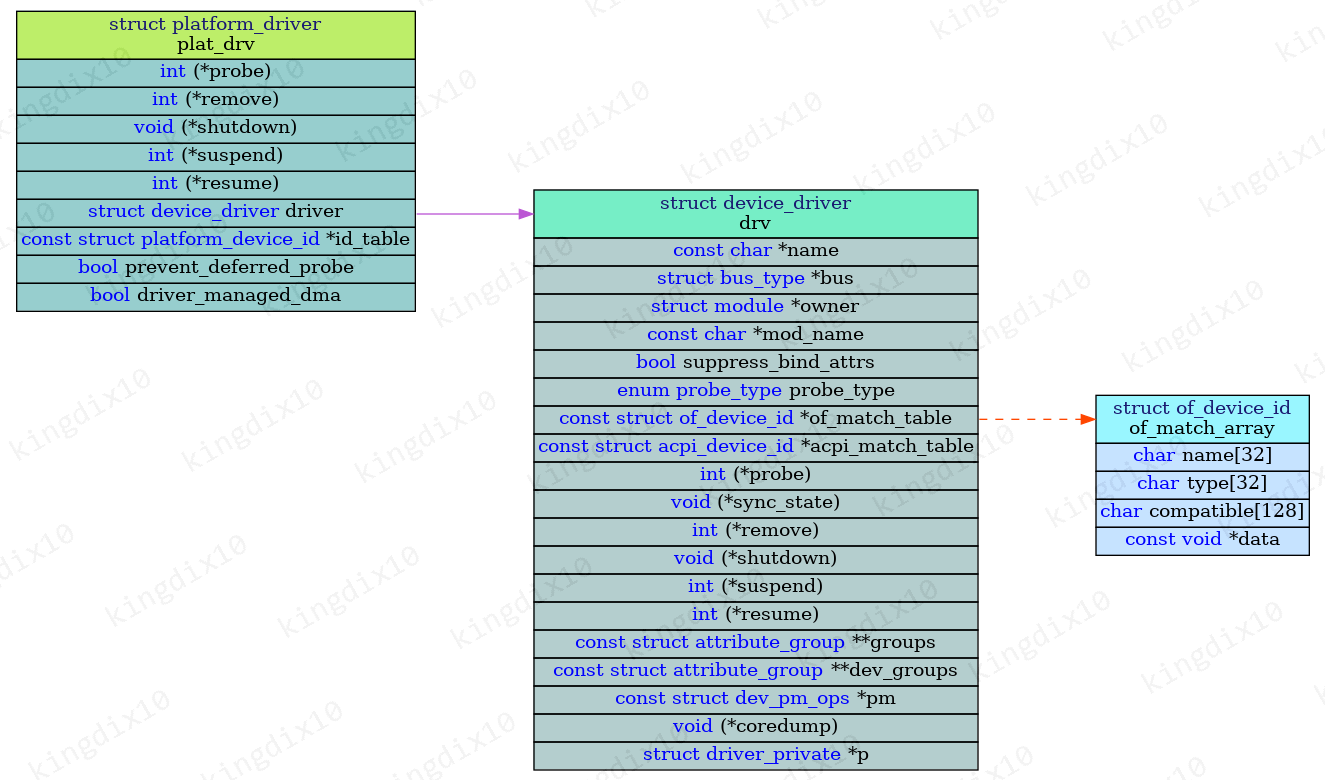 struct platform_driver
plat_drv
int (*probe)
int (*remove)
void (*shutdown)
int (*suspend)
int (*resume)
struct device_driver driver
const struct platform_device_id *id_table
bool prevent_deferred_probe
bool driver_managed_dma
struct device_driver
drv
const char *name
struct bus_type *bus
struct module *owner
const char *mod_name
bool suppress_bind_attrs
enum probe_type probe_type
const struct of_device_id *of_match_table
const struct acpi_device_id *acpi_match_table
int (*probe)
void (*sync_state)
int (*remove)
void (*shutdown)
int (*suspend)
int (*resume)
const struct attribute_group **groups
const struct attribute_group **dev_groups
const struct dev_pm_ops *pm
void (*coredump)
struct driver_private *p
struct of_device_id
of_match_array
char name[32]
char type[32]
char compatible[128]
const void *data
kingdix10